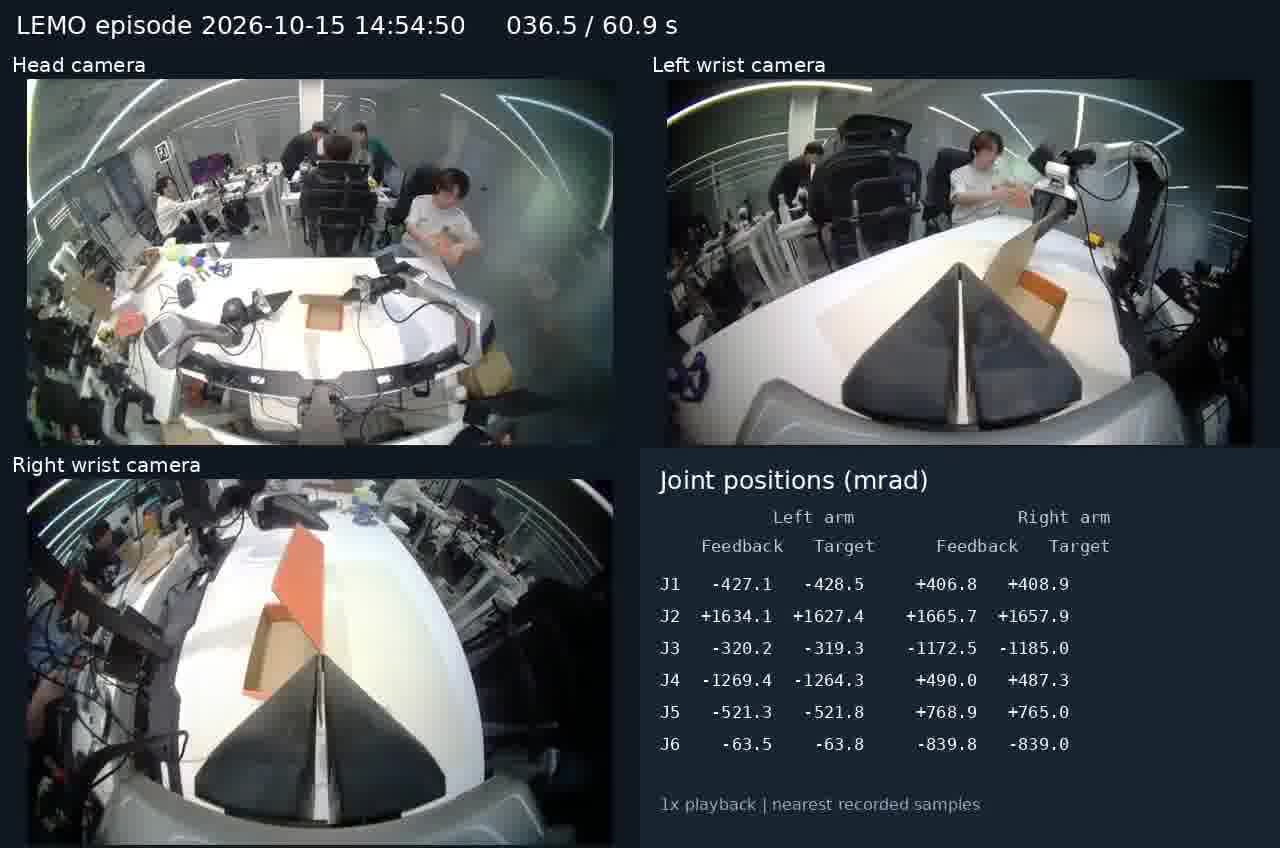 LEMO episode 2026-10-15 14:54:50 036.5 / 60.9 s
Head camera
Left wrist camera
Right wrist camera
Joint positions (mrad)
Left arm Right arm
Feedback Target Feedback Target
J1 -427.1 -428.5 +406.8 +408.9
J2 +1634.1 +1627.4 +1665.7 +1657.9
J3 -320.2 -319.3 -1172.5 -1185.0
J4 -1269.4 -1264.3 +490.0 +487.3
J5 -521.3 -521.8 +768.9 +765.0
J6 -63.5 -63.8 -839.8 -839.0
1x playback | nearest recorded samples